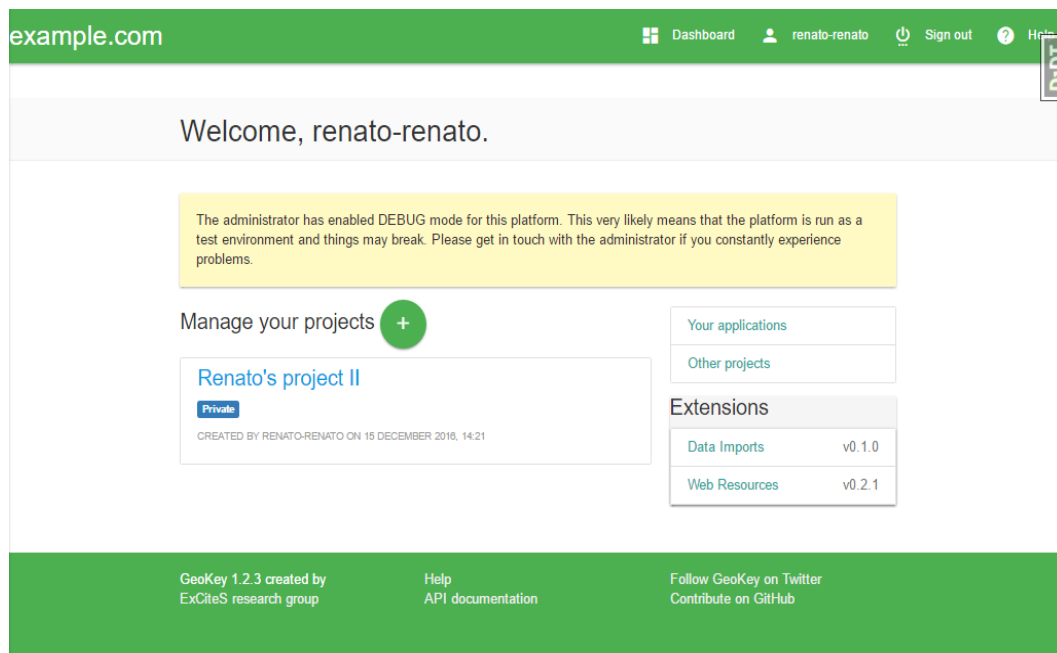 example.com
Dashboard
renato-renato
Sign out
Help
DjDT
Welcome, renato-renato.
The administrator has enabled DEBUG mode for this platform. This very likely means that the platform is run as a
test environment and things may break. Please get in touch with the administrator if you constantly experience
problems.
Manage your projects +
Renato's project II
Private
CREATED BY RENATO-RENATO ON 15 DECEMBER 2016, 14:21
Your applications
Other projects
Extensions
Data Imports v0.1.0
Web Resources v0.2.1
GeoKey 1.2.3 created by
ExCiteS research group
Help
API documentation
Follow GeoKey on Twitter
Contribute on GitHub